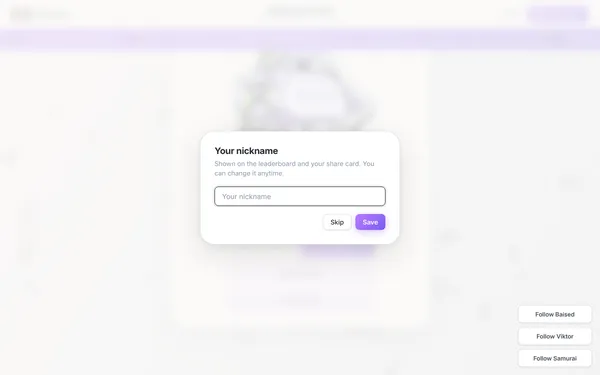 Your nickname
Shown on the leaderboard and your share card. You
can change it anytime.
Your nickname
Skip
Save
Follow Baised
Follow Viktor
Follow Samurai